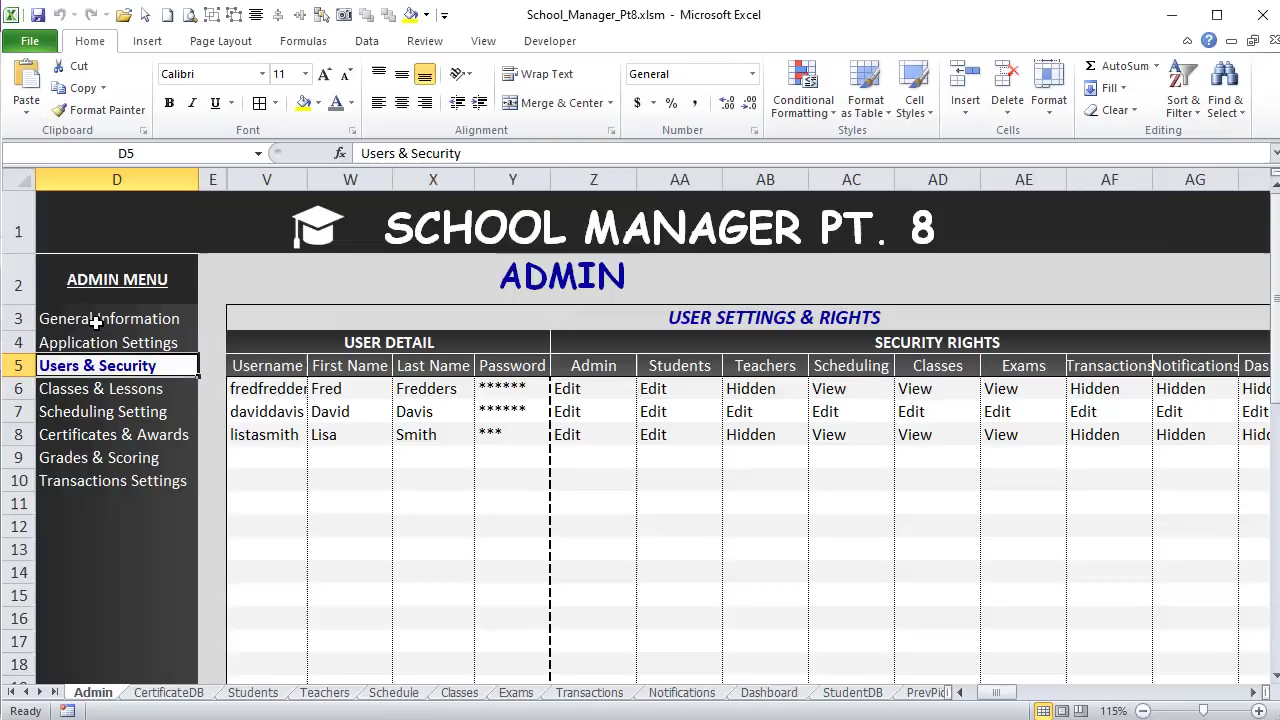 School_Manager_Pt8.xlsm - Microsoft Excel
File Home Insert Page Layout Formulas Data Review View Developer
Paste Cut Copy Format Painter Clipboard
Calibri 11 B I U Font
Wrap Text Merge & Center Alignment
General $ % , Number
Conditional Formatting Format as Table Cell Styles Styles
Insert Delete Format Cells
AutoSum Fill Clear Sort & Filter Find & Select Editing
D5 fx Users & Security
D E V W X Y Z AA AB AC AD AE AF AG
1 SCHOOL MANAGER PT. 8
2 ADMIN MENU ADMIN
3 General Information USER SETTINGS & RIGHTS
4 Application Settings USER DETAIL SECURITY RIGHTS
5 Users & Security Username First Name Last Name Password Admin Students Teachers Scheduling Classes Exams Transactions Notifications Das
6 Classes & Lessons fredfredder Fred Fredders ****** Edit Edit Hidden View View View Hidden Hidden Hid
7 Scheduling Setting daviddavis David Davis ****** Edit Edit Edit Edit Edit Edit Edit Edit Edit
8 Certificates & Awards listasmith Lisa Smith *** Edit Edit Hidden View View View Hidden Hidden Hid
9 Grades & Scoring
10 Transactions Settings
11
12
13
14
15
16
17
18
Admin CertificateDB Students Teachers Schedule Classes Exams Transactions Notifications Dashboard StudentDB PrevPic
Ready 115%